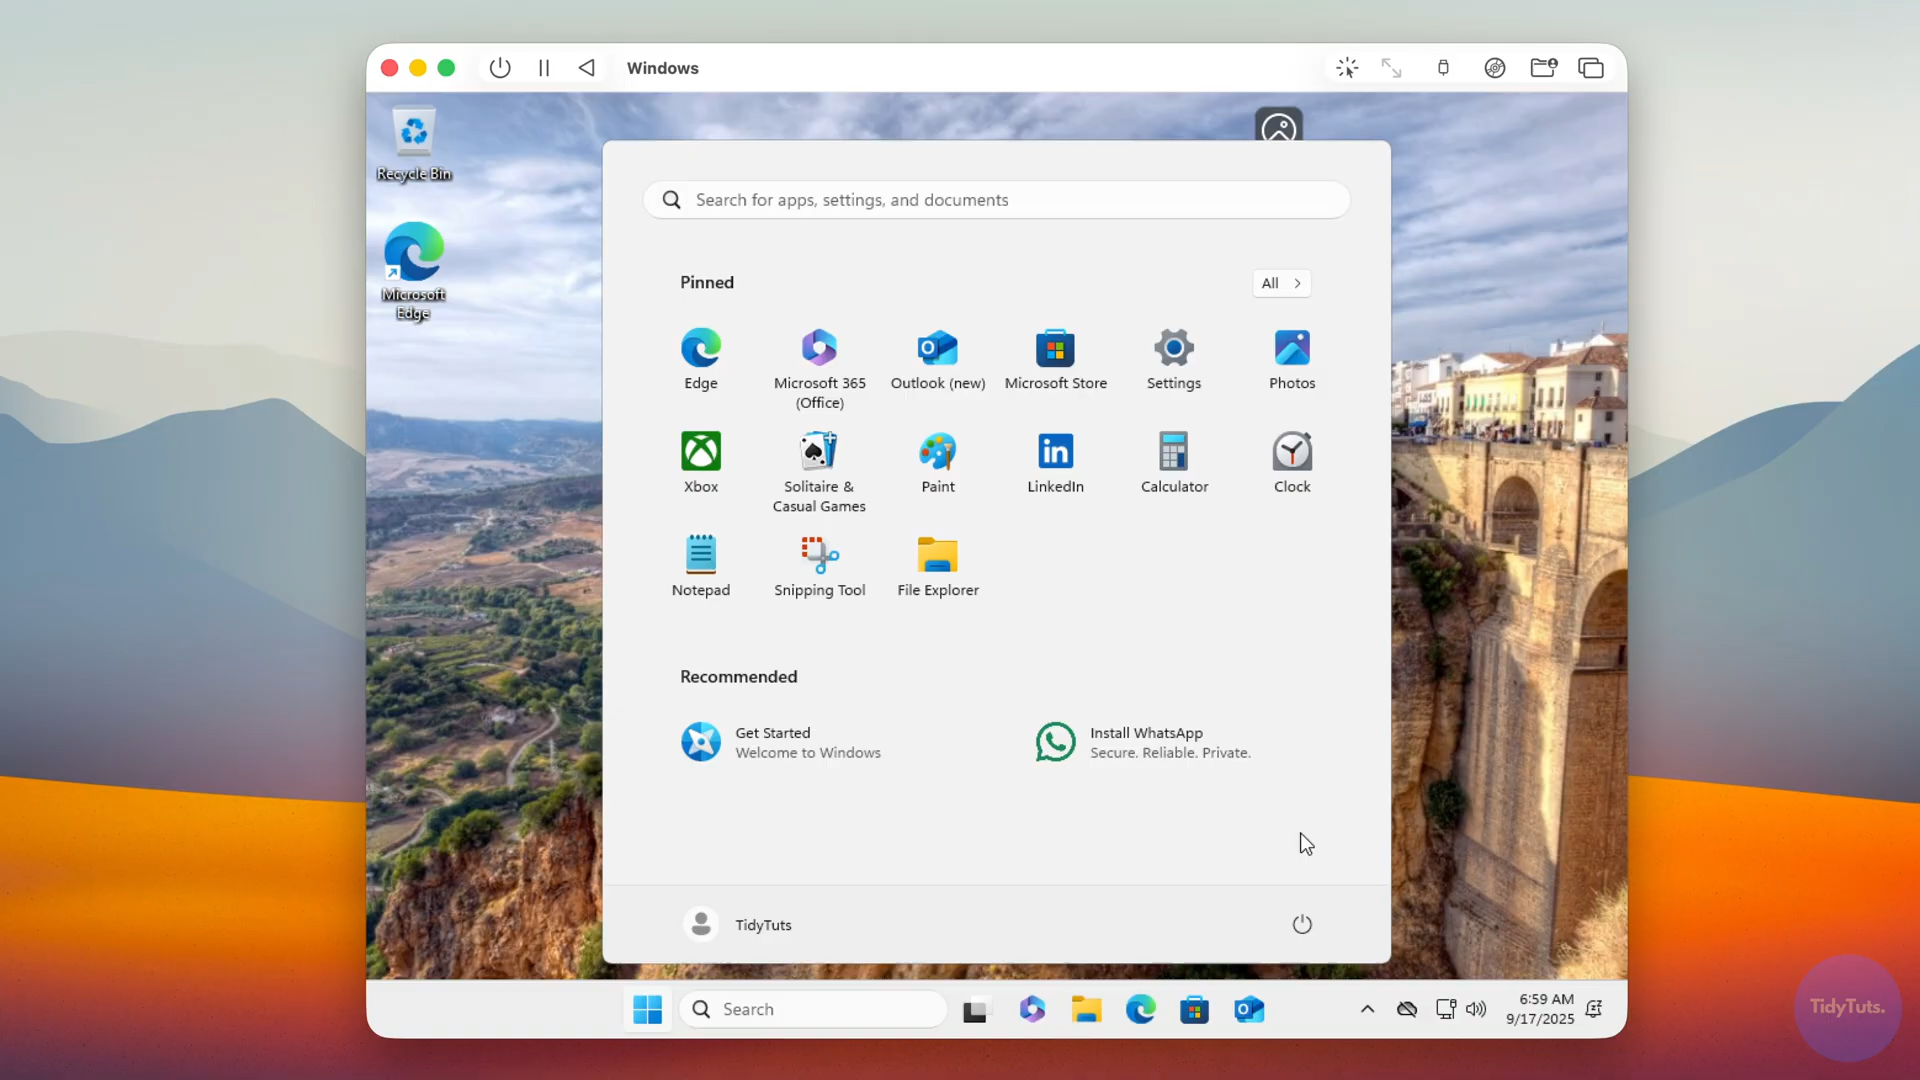 Windows
Recycle Bin
Microsoft
Edge
Search for apps, settings, and documents
Pinned
All
Edge
Microsoft 365
(Office)
Outlook (new)
Microsoft Store
Settings
Photos
Xbox
Solitaire &
Casual Games
Paint
LinkedIn
Calculator
Clock
Notepad
Snipping Tool
File Explorer
Recommended
Get Started
Welcome to Windows
Install WhatsApp
Secure. Reliable. Private.
TidyTuts
Search
6:59 AM
9/17/2025
TidyTuts.